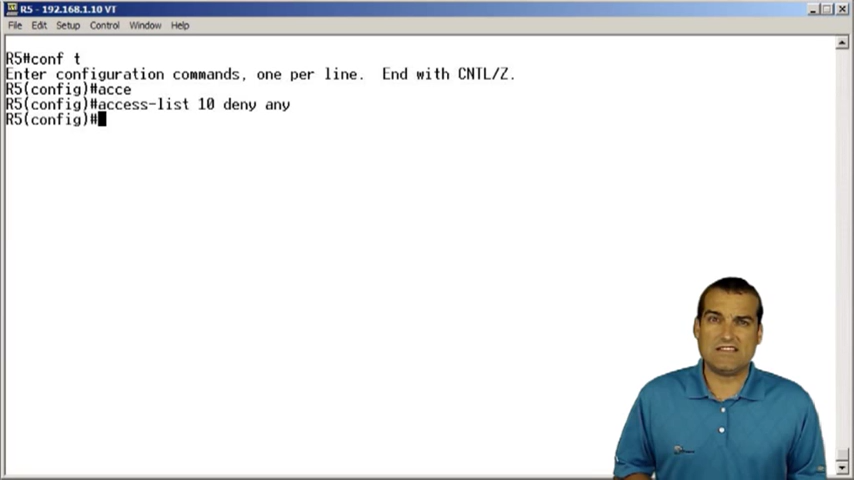 R5 - 192.168.1.10 VT
File Edit Setup Control Window Help
R5#conf t
Enter configuration commands, one per line.  End with CNTL/Z.
R5(config)#acce
R5(config)#access-list 10 deny any
R5(config)#